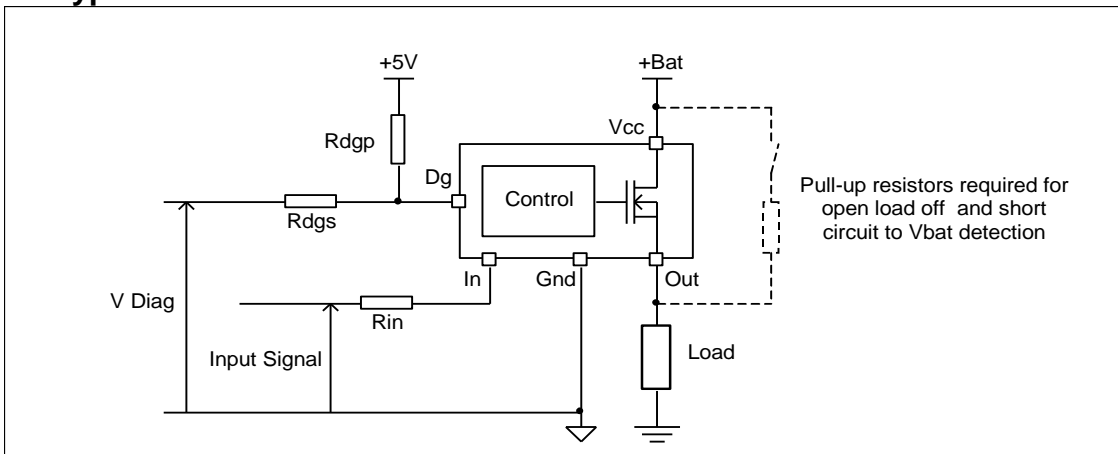 +5V
+Bat
Rdgp
Vcc
Dg
Control
Rdgs
Pull-up resistors required for
open load off and short
circuit to Vbat detection
In
Gnd
Out
V Diag
Rin
Input Signal
Load